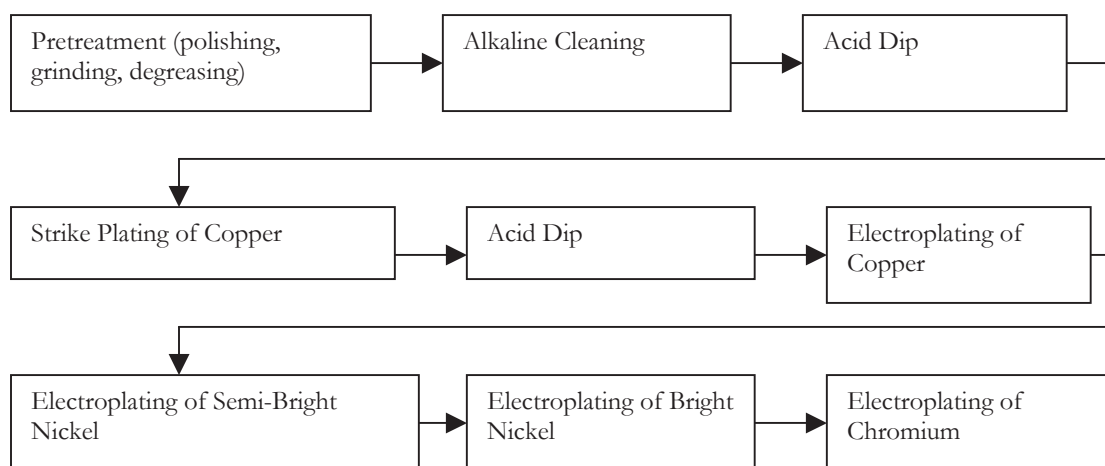 Pretreatment (polishing,
grinding, degreasing)
Alkaline Cleaning
Acid Dip
Strike Plating of Copper
Acid Dip
Electroplating of
Copper
Electroplating of Semi-Bright
Nickel
Electroplating of Bright
Nickel
Electroplating of
Chromium